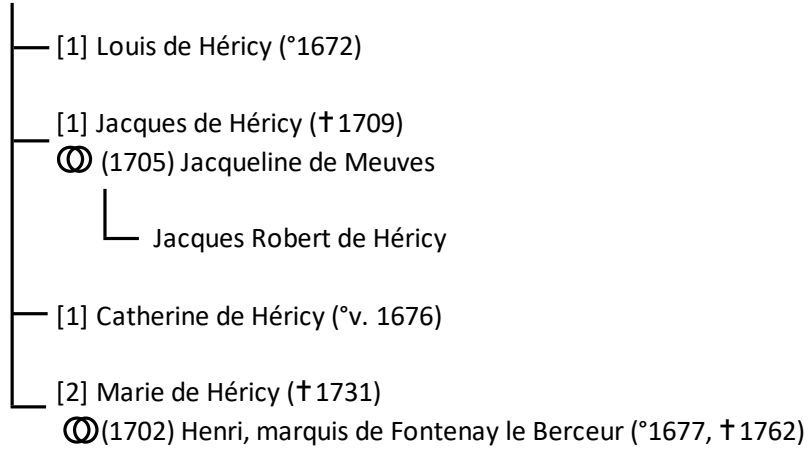 [1] Louis de Héricy (°1672)
[1] Jacques de Héricy (✝1709)
(1705) Jacqueline de Meuves
Jacques Robert de Héricy
[1] Catherine de Héricy (°v. 1676)
[2] Marie de Héricy (✝1731)
(1702) Henri, marquis de Fontenay le Berceur (°1677, ✝1762)